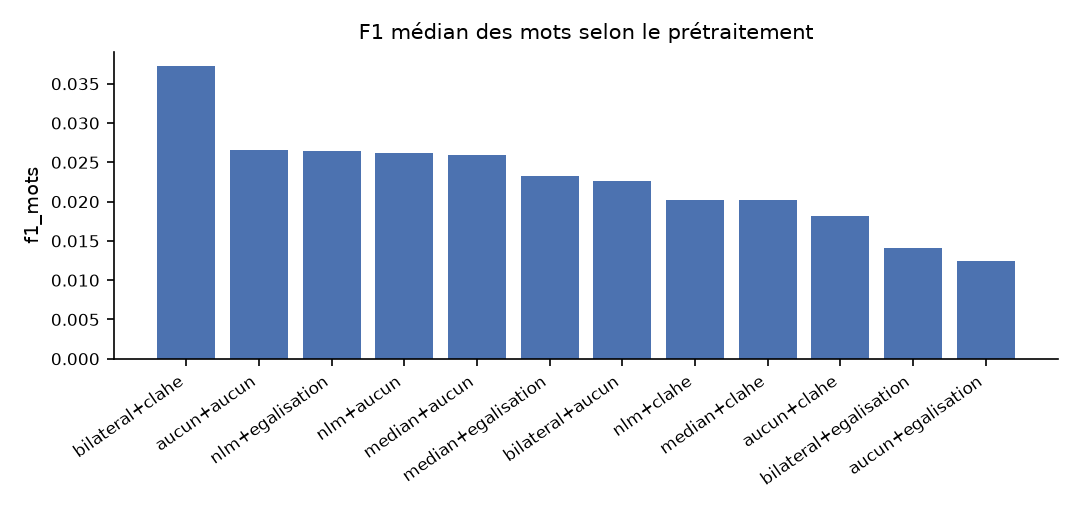 F1 médian des mots selon le prétraitement
f1_mots
0.035
0.030
0.025
0.020
0.015
0.010
0.005
0.000
bilateral+clahe
aucun+aucun
nlm+egalisation
nlm+aucun
median+aucun
median+egalisation
bilateral+aucun
nlm+clahe
median+clahe
aucun+clahe
bilateral+egalisation
aucun+egalisation